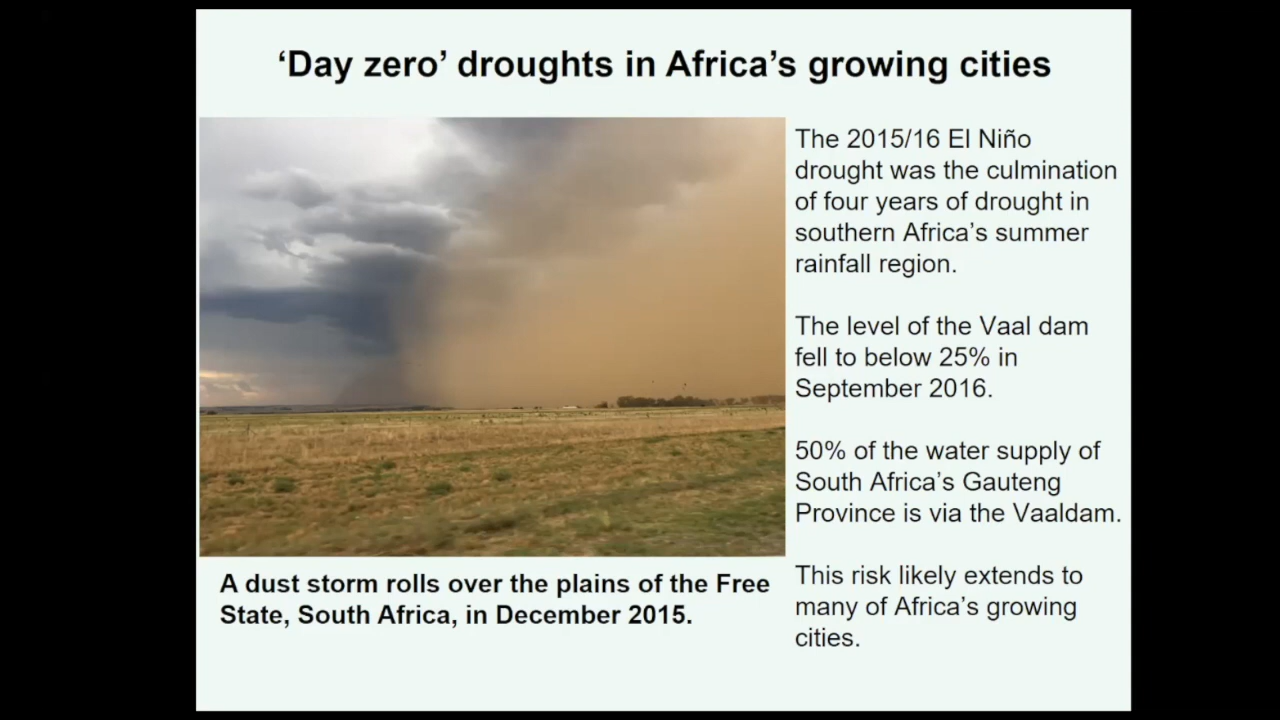 ‘Day zero’ droughts in Africa’s growing cities
The 2015/16 El Niño
drought was the culmination
of four years of drought in
southern Africa’s summer
rainfall region.
The level of the Vaal dam
fell to below 25% in
September 2016.
50% of the water supply of
South Africa’s Gauteng
Province is via the Vaaldam.
This risk likely extends to
many of Africa’s growing
cities.
A dust storm rolls over the plains of the Free
State, South Africa, in December 2015.